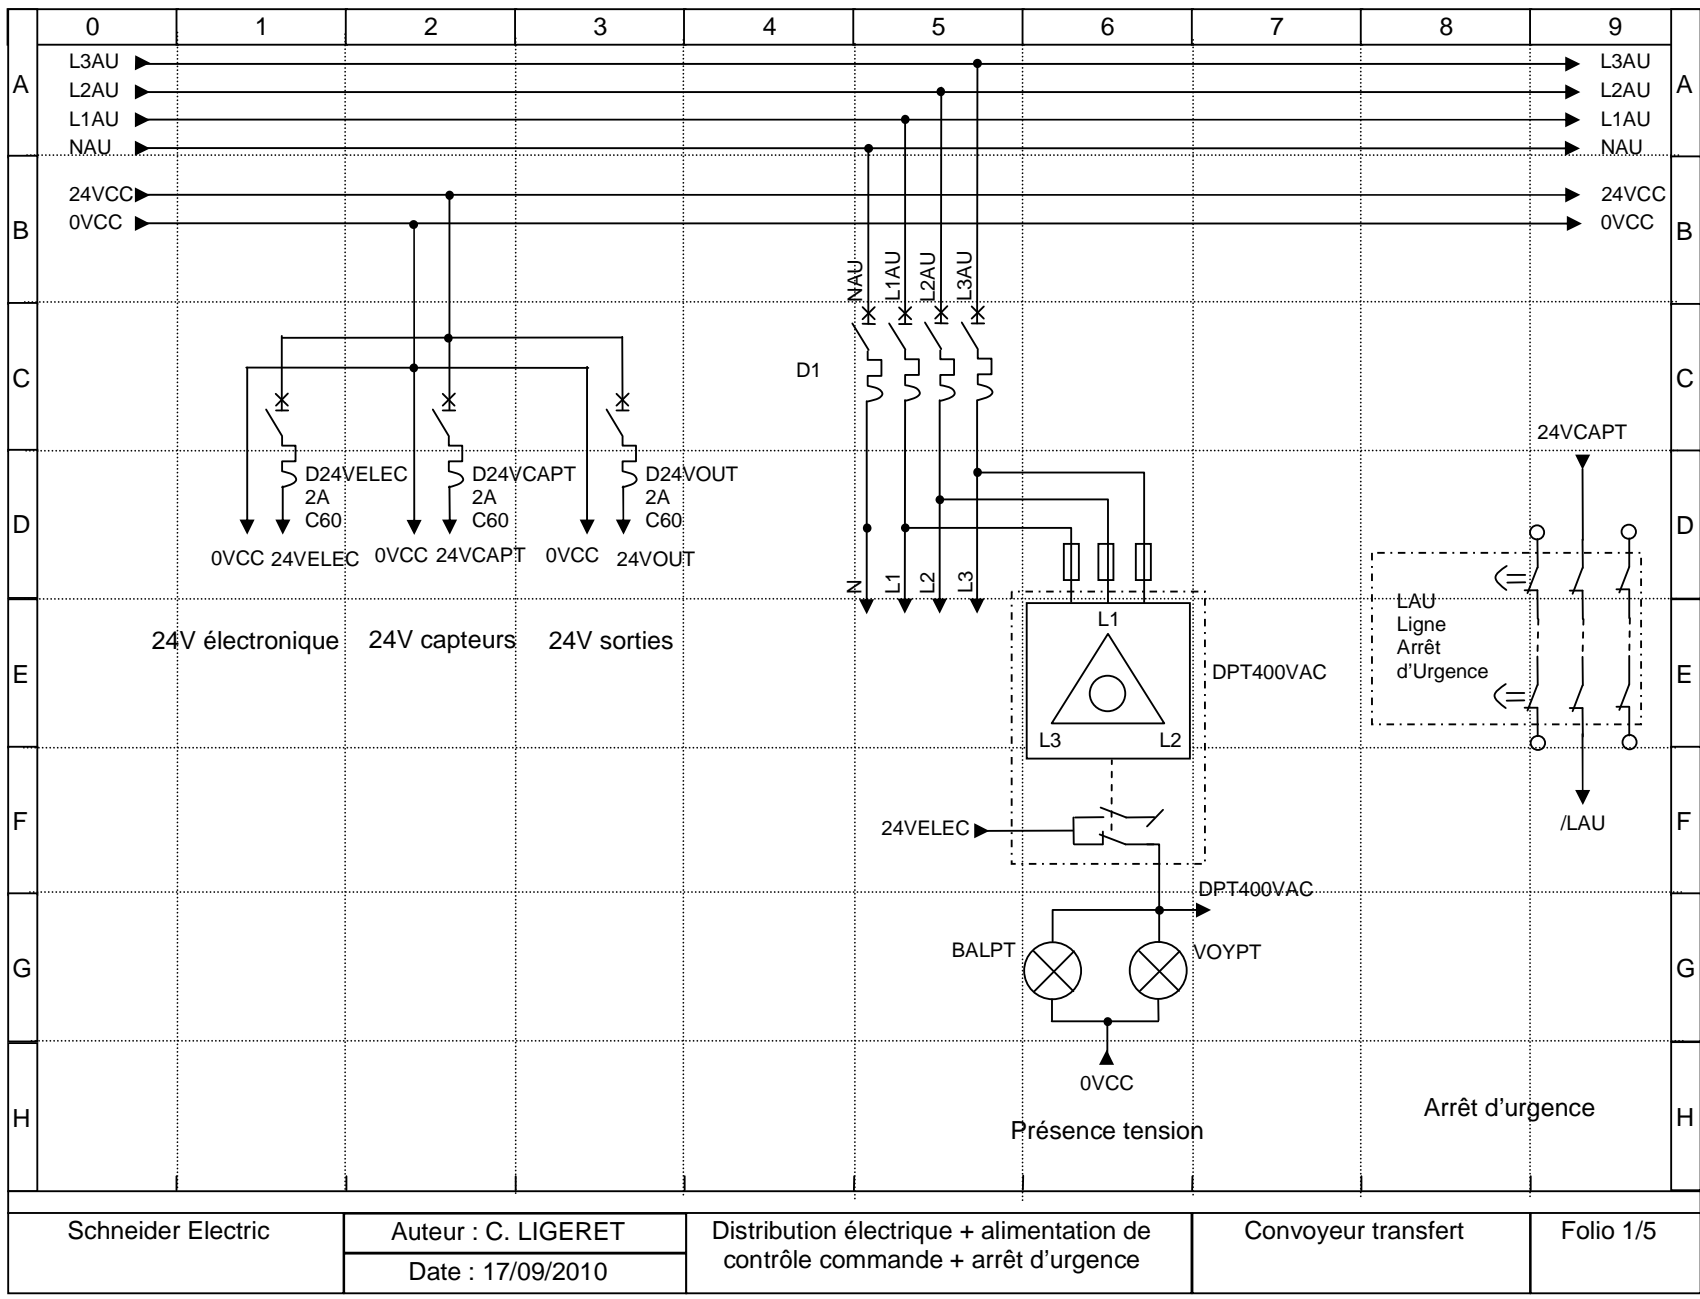 0 1 2 3 4 5 6 7 8 9
L3AU L3AU
A A
L2AU L2AU
L1AU L1AU
NAU NAU
24VCC 24VCC
0VCC 0VCC
B B
NAU L1AU L2AU L3AU
C D1 C
24VCAPT
D24VELEC D24VCAPT D24VOUT
2A 2A 2A
C60 C60 C60
D D
0VCC 24VELEC 0VCC 24VCAPT 0VCC 24VOUT
N L1 L2 L3
LAU
Ligne
Arrêt
d’Urgence
L1
24V électronique 24V capteurs 24V sorties
E DPT400VAC E
L3 L2
F 24VELEC /LAU F
DPT400VAC
BALPT VOYPT
G G
0VCC
H Arrêt d’urgence H
Présence tension
Schneider Electric
Auteur : C. LIGERET
Date : 17/09/2010
Distribution électrique + alimentation de
contrôle commande + arrêt d’urgence
Convoyeur transfert
Folio 1/5